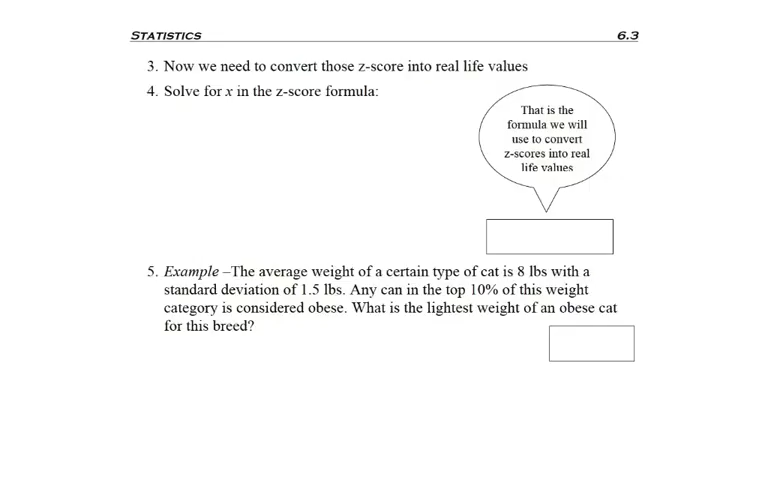 STATISTICS 6.3
3. Now we need to convert those z-score into real life values
4. Solve for x in the z-score formula:
That is the
formula we will
use to convert
z-scores into real
life values
5. Example –The average weight of a certain type of cat is 8 lbs with a
standard deviation of 1.5 lbs. Any can in the top 10% of this weight
category is considered obese. What is the lightest weight of an obese cat
for this breed?